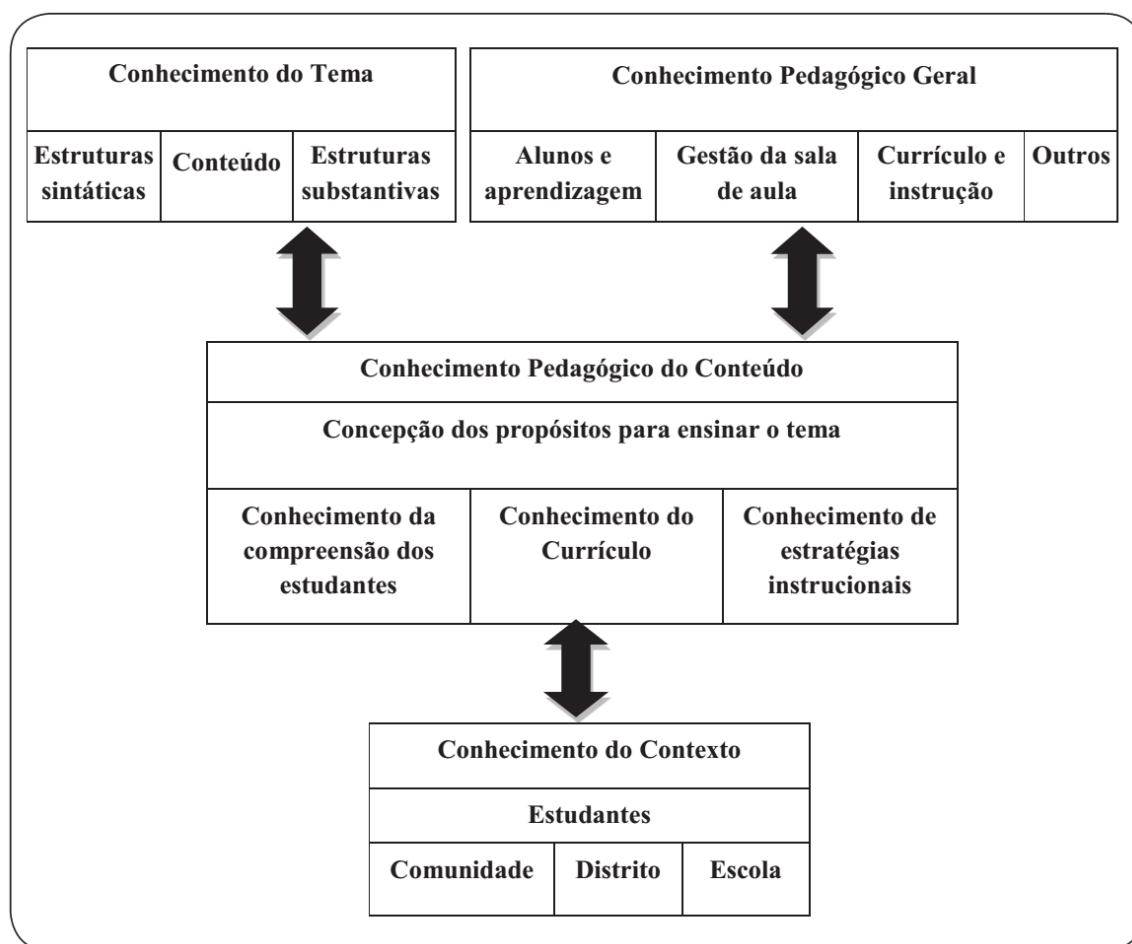 Conhecimento do Tema
Conhecimento Pedagógico Geral
Estruturas
sintáticas
Conteúdo
Estruturas
substantivas
Alunos e
aprendizagem
Gestão da sala
de aula
Currículo e
instrução
Outros
Conhecimento Pedagógico do Conteúdo
Concepção dos propósitos para ensinar o tema
Conhecimento da
compreensão dos
estudantes
Conhecimento do
Currículo
Conhecimento de
estratégias
instrucionais
Conhecimento do Contexto
Estudantes
Comunidade
Distrito
Escola